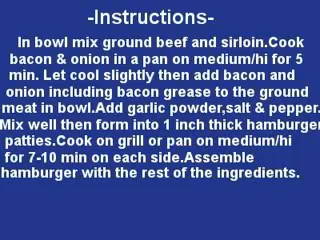 -Instructions-
In bowl mix ground beef and sirloin.Cook
bacon & onion in a pan on medium/hi for 5
min. Let cool slightly then add bacon and
onion including bacon grease to the ground
meat in bowl.Add garlic powder,salt & pepper.
Mix well then form into 1 inch thick hamburger
patties.Cook on grill or pan on medium/hi
for 7-10 min on each side.Assemble
hamburger with the rest of the ingredients.